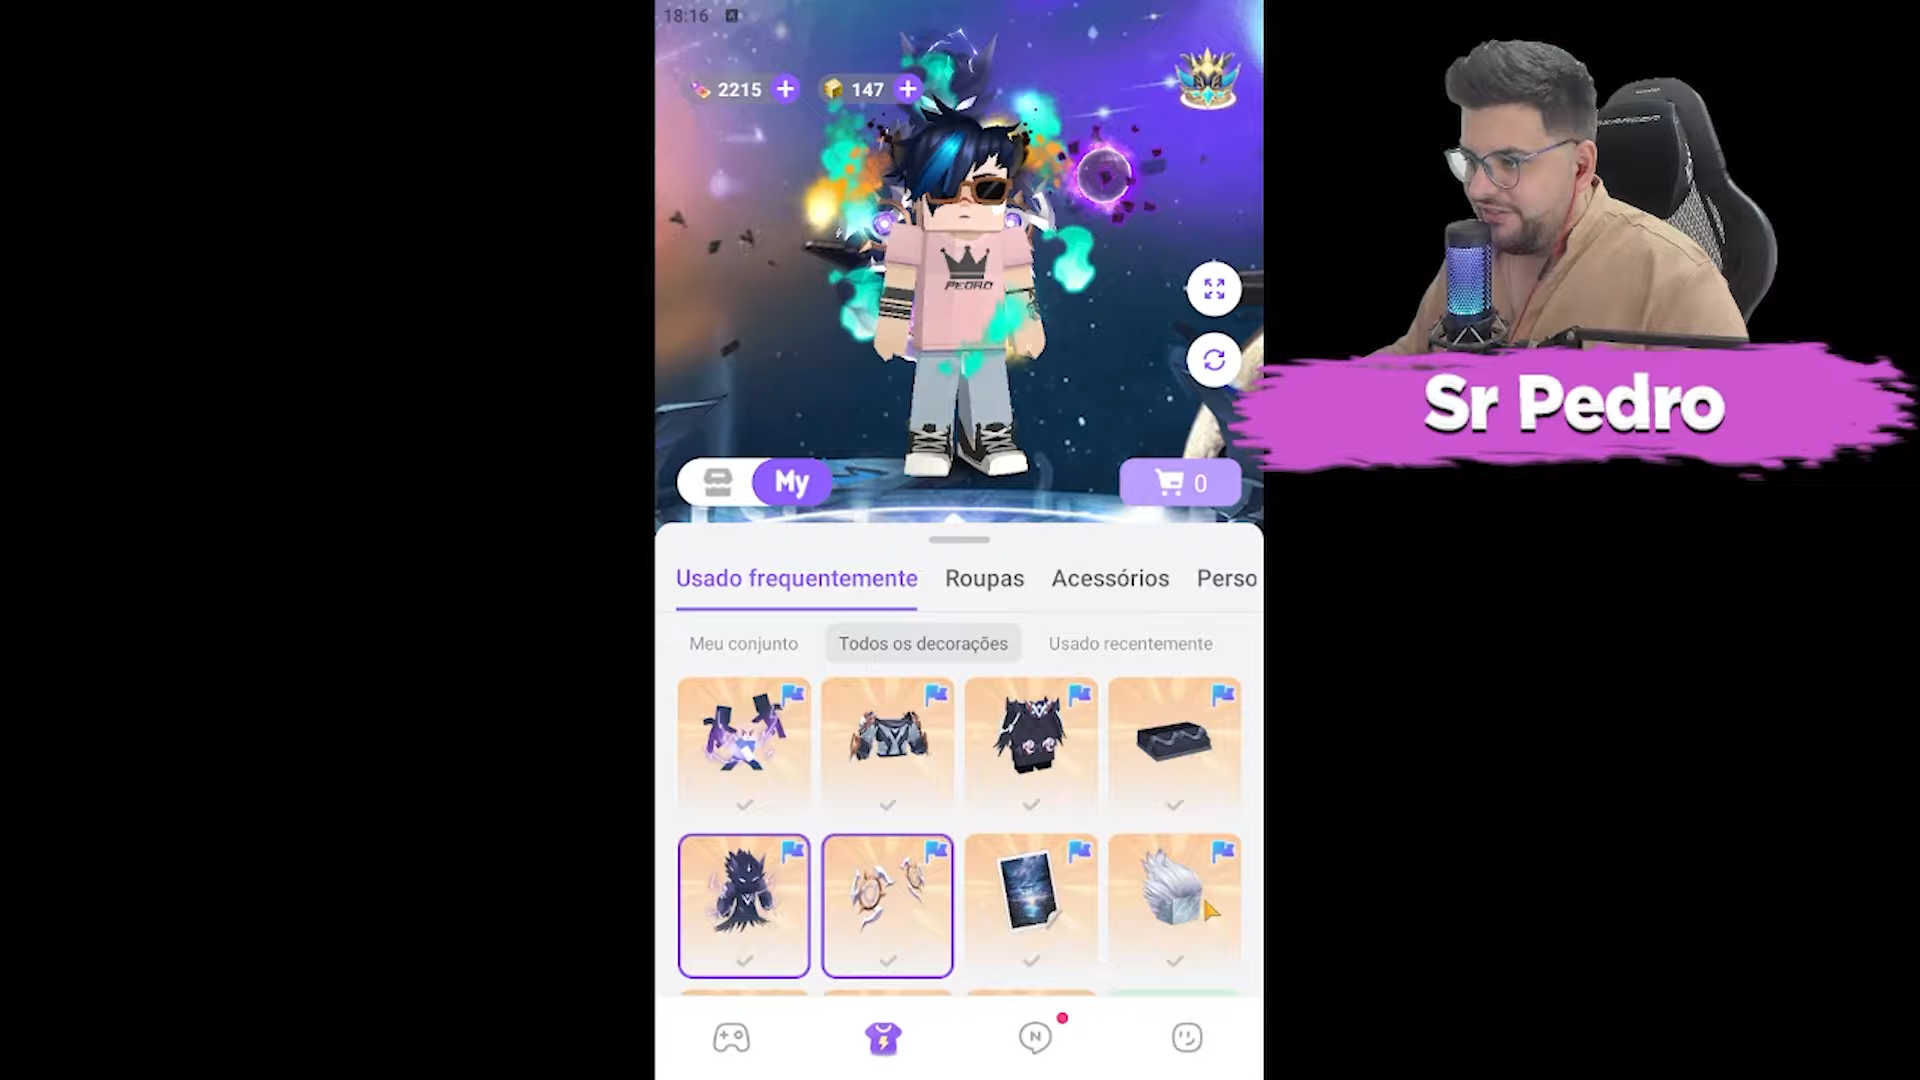 18:16
2215
147
PEDRO
My
0
Sr Pedro
Usado frequentemente
Roupas
Acessórios
Perso
Meu conjunto
Todos os decorações
Usado recentemente
N